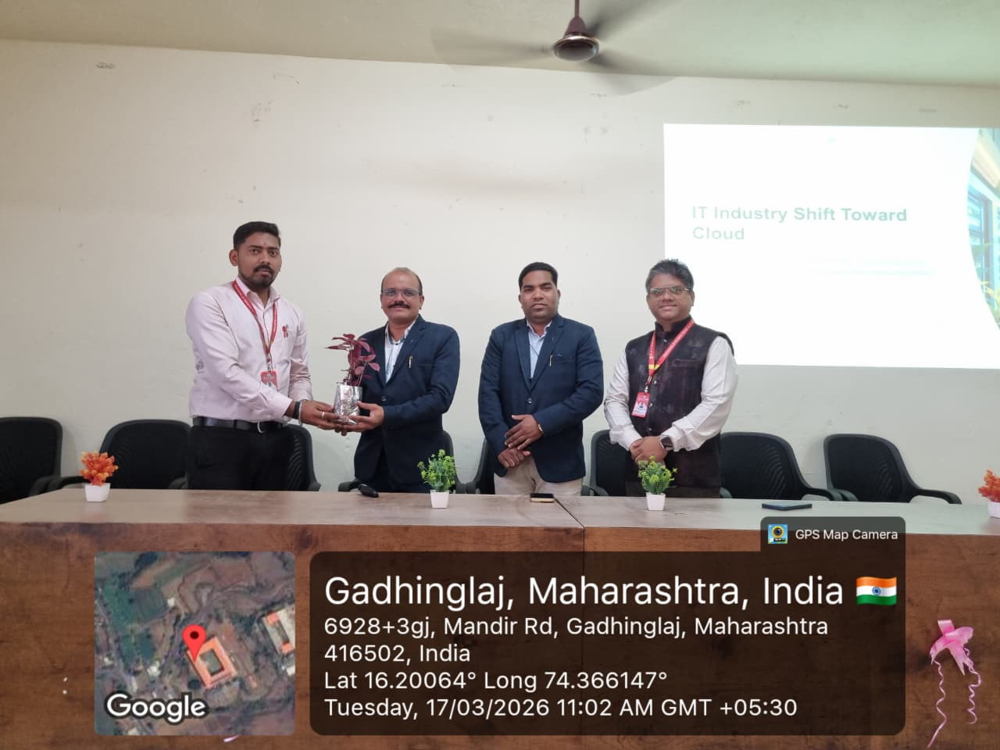 IT Industry Shift Toward
Cloud
GPS Map Camera
Gadhinglaj, Maharashtra, India
6928+3gj, Mandir Rd, Gadhinglaj, Maharashtra
416502, India
Lat 16.20064° Long 74.366147°
Tuesday, 17/03/2026 11:02 AM GMT +05:30
Google